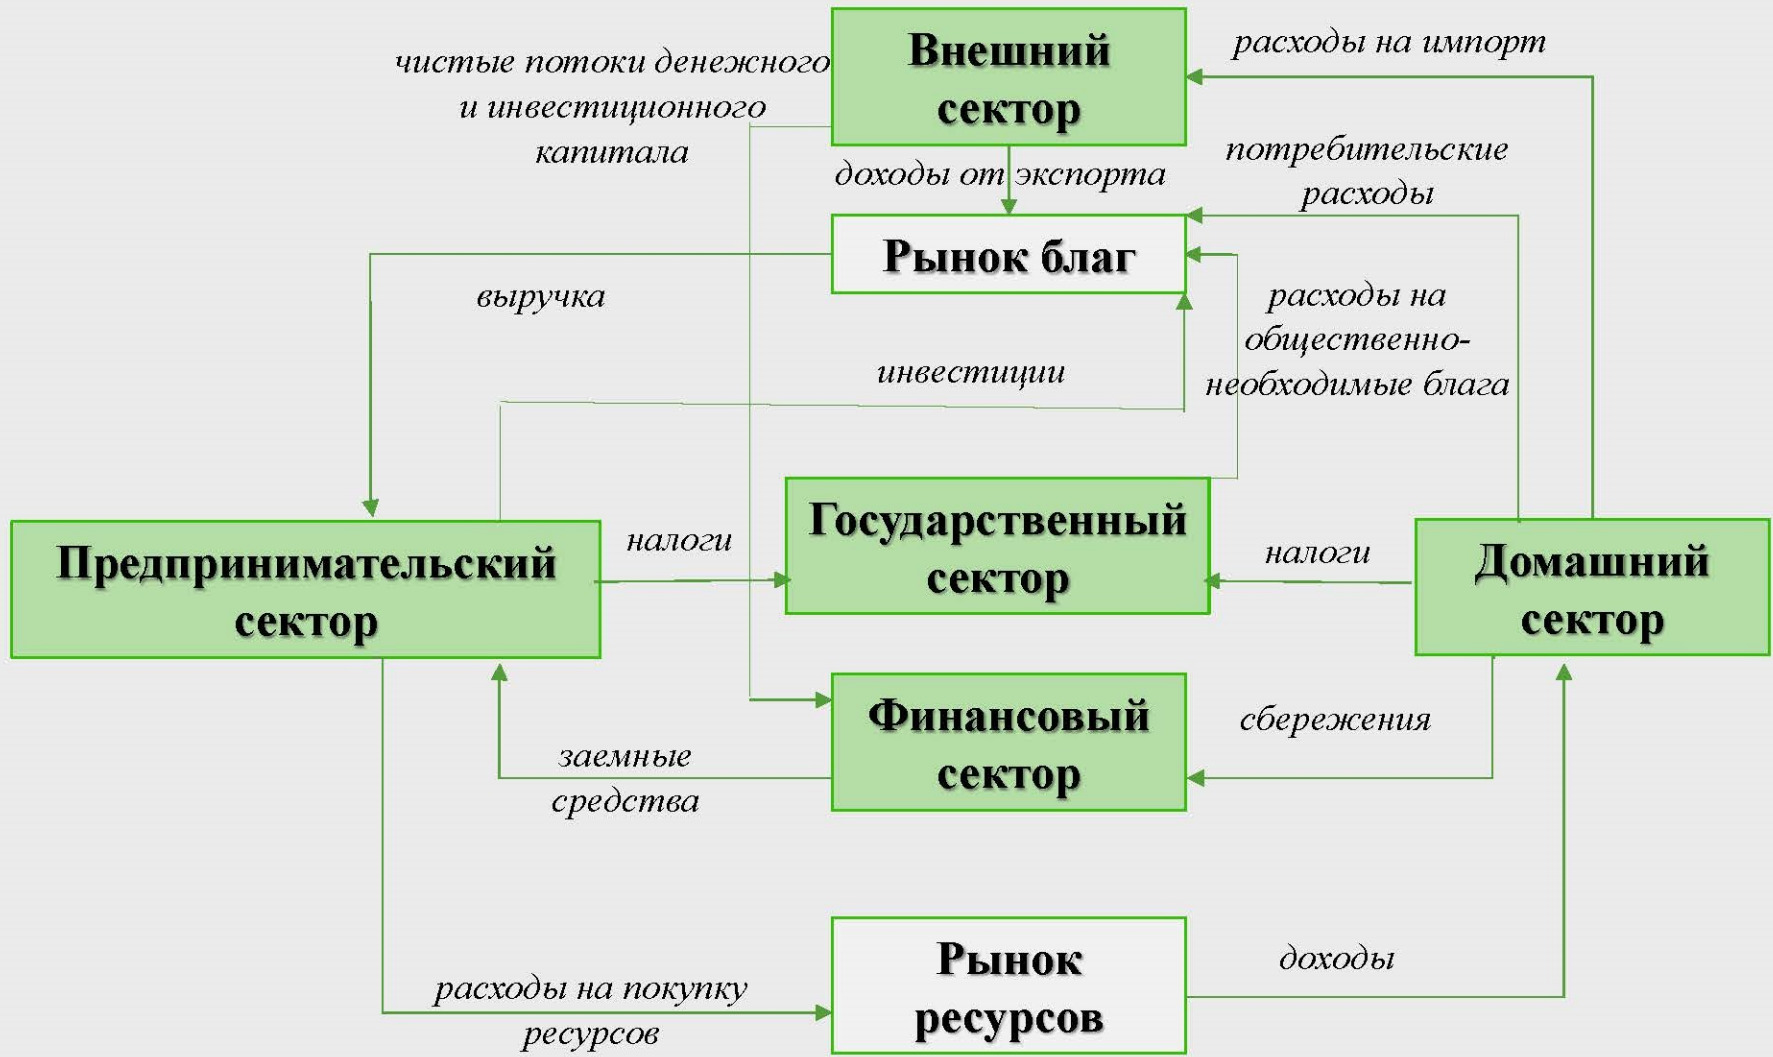 чистые потоки денежного
и инвестиционного
капитала
Внешний
сектор
расходы на импорт
доходы от экспорта
потребительские
расходы
Рынок благ
выручка
расходы на
общественно-
необходимые блага
инвестиции
Предпринимательский
сектор
налоги
Государственный
сектор
налоги
Домашний
сектор
заемные
средства
Финансовый
сектор
сбережения
расходы на покупку
ресурсов
Рынок
ресурсов
доходы